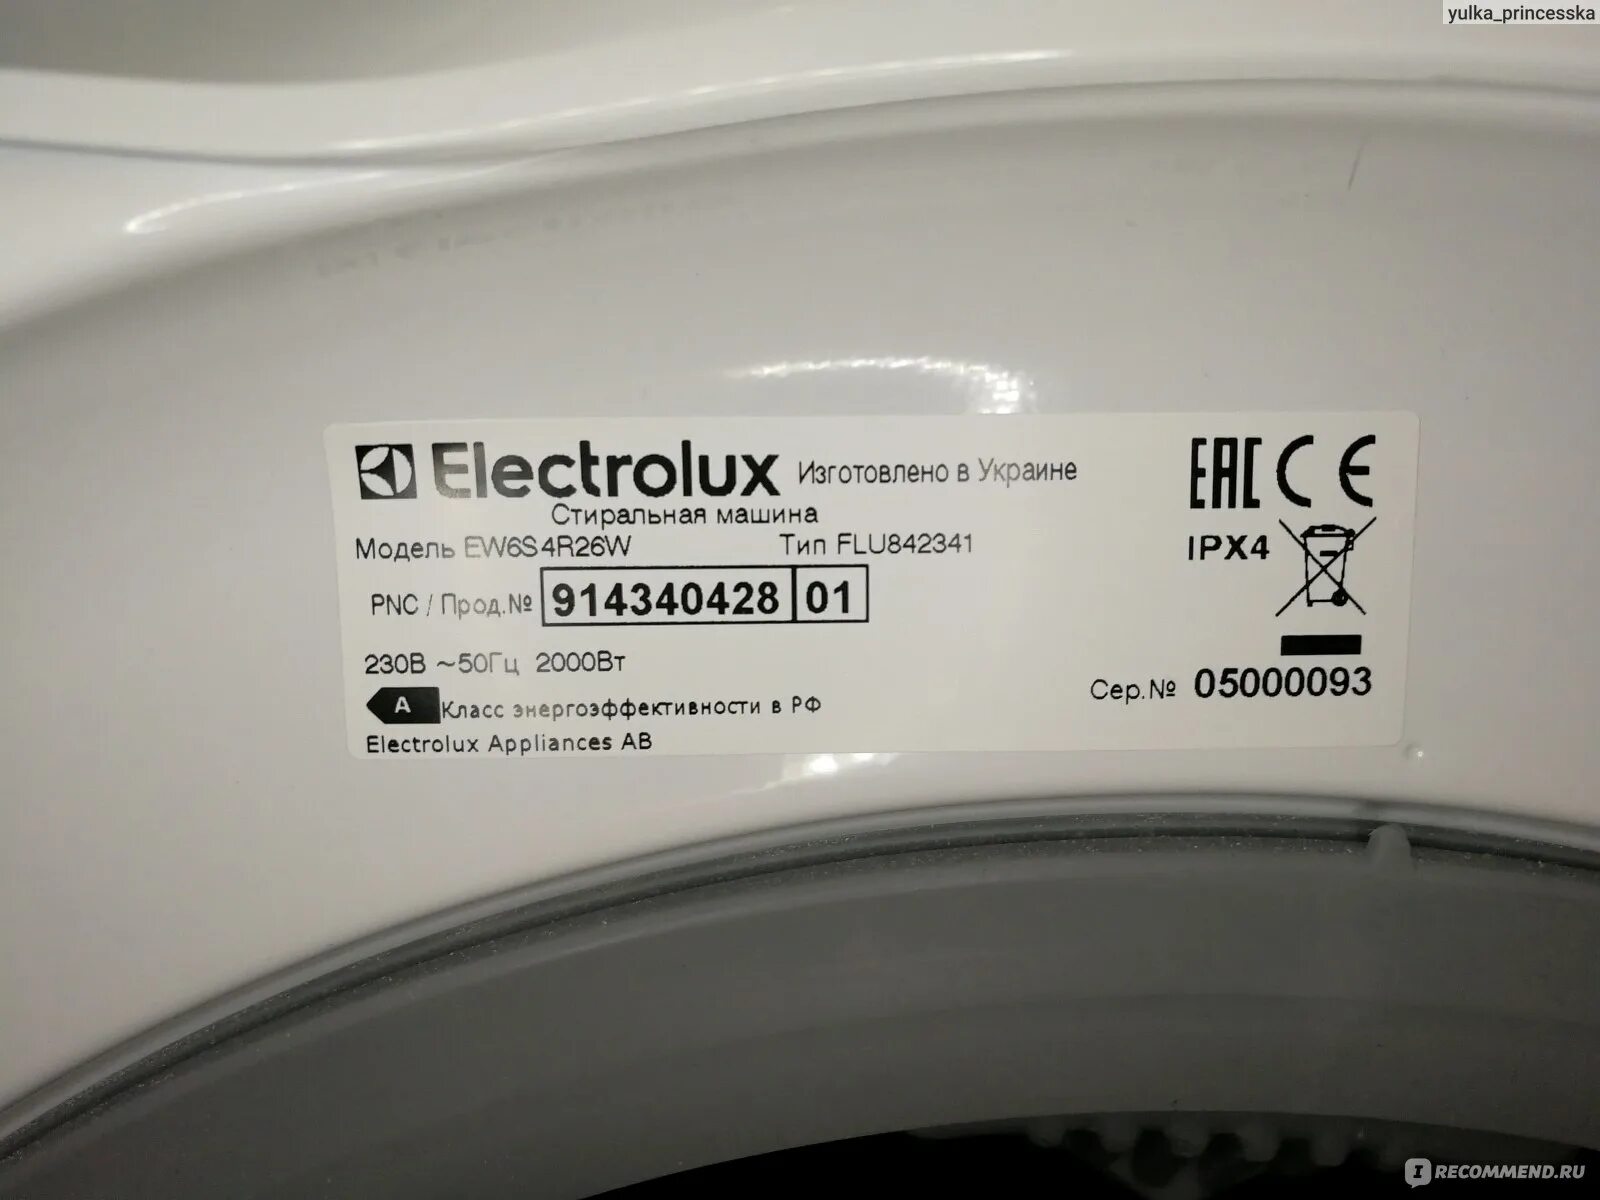 yulka_princesska
Electrolux Изготовлено в Украине
Стиральная машина
Модель EW6S4R26W Тип FLU842341
PNC / Прод.№ 914340428 01
230В ~50Гц 2000Вт
A Класс энергоэффективности в РФ
Electrolux Appliances AB
EAC CE
IPX4
Сер.№ 05000093
I RECOMMEND.RU